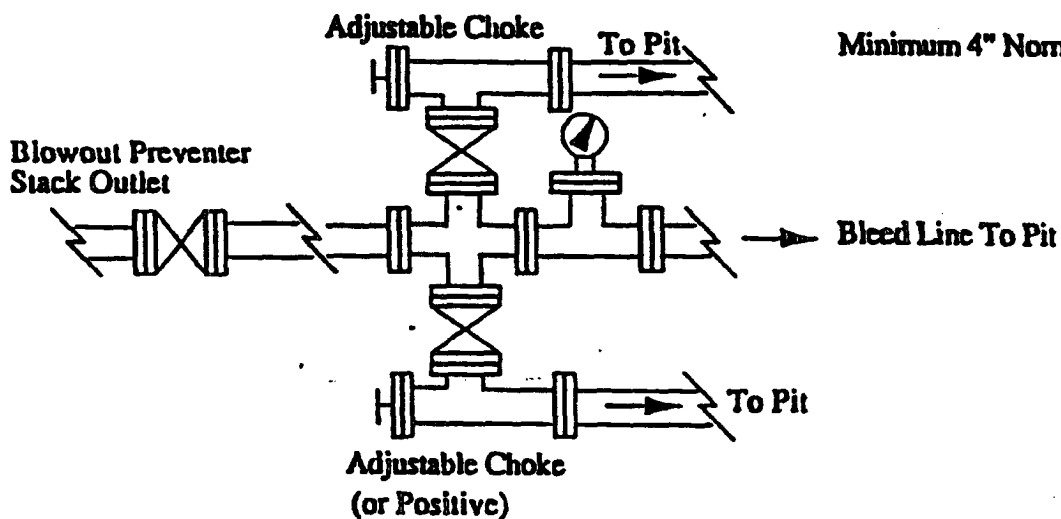 Adjustable Choke
To Pit
Minimum 4"
Blowout Preventer
Stack Outlet
Bleed Line To Pit
To Pit
Adjustable Choke
(or Positive)